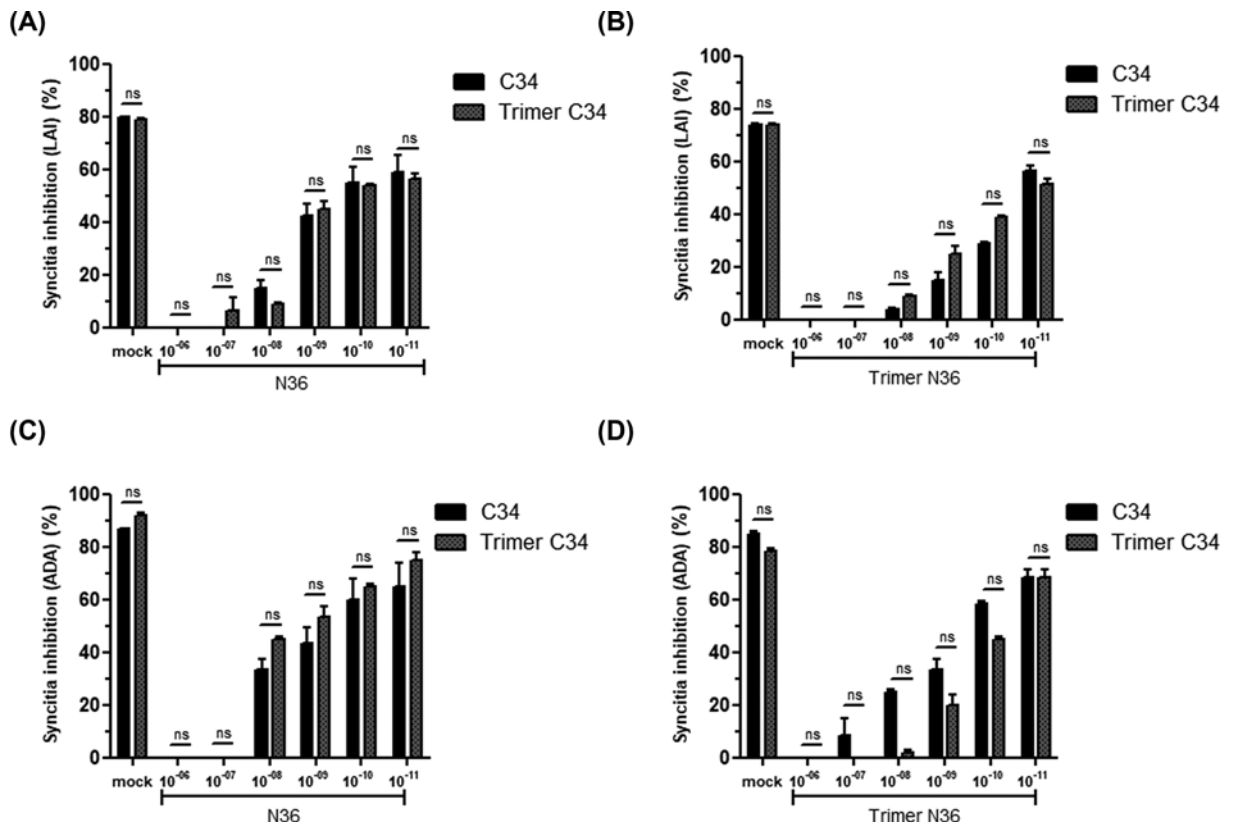 (A)
Syncitia inhibition (LAI) (%)
100
80
60
40
20
0
ns
ns
ns
ns
ns
ns
ns
C34
Trimer C34
mock
10-06
10-07
10-08
10-09
10-10
10-11
N36
(B)
Syncitia inhibition (LAI) (%)
100
80
60
40
20
0
ns
ns
ns
ns
ns
ns
ns
C34
Trimer C34
mock
10-06
10-07
10-08
10-09
10-10
10-11
Trimer N36
(C)
Syncitia inhibition (ADA) (%)
100
80
60
40
20
0
ns
ns
ns
ns
ns
ns
ns
C34
Trimer C34
mock
10-06
10-07
10-08
10-09
10-10
10-11
N36
(D)
Syncitia inhibition (ADA) (%)
100
80
60
40
20
0
ns
ns
ns
ns
ns
ns
ns
C34
Trimer C34
mock
10-06
10-07
10-08
10-09
10-10
10-11
Trimer N36